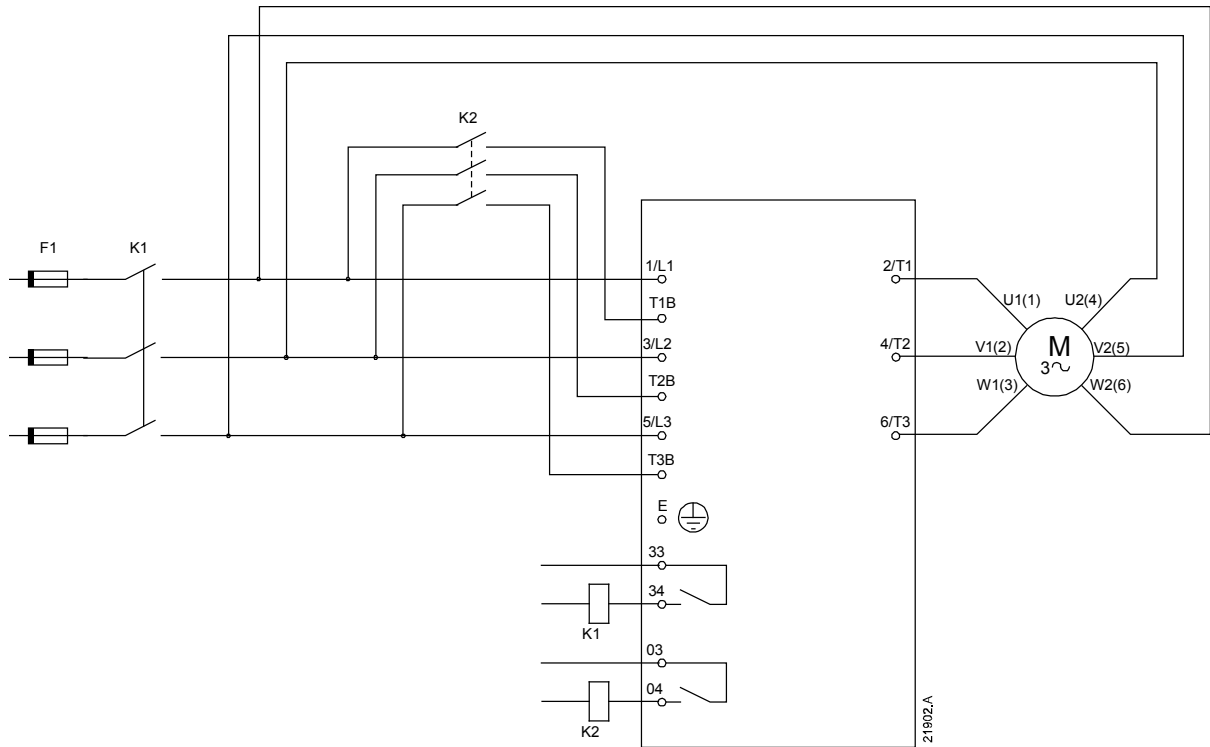 K2
F1
K1
1/L1
2/T1
T1B
U1(1)
U2(4)
3/L2
4/T2
V1(2)
M
3~
V2(5)
T2B
W1(3)
W2(6)
5/L3
6/T3
T3B
E
33
34
K1
03
04
K2
21902.A